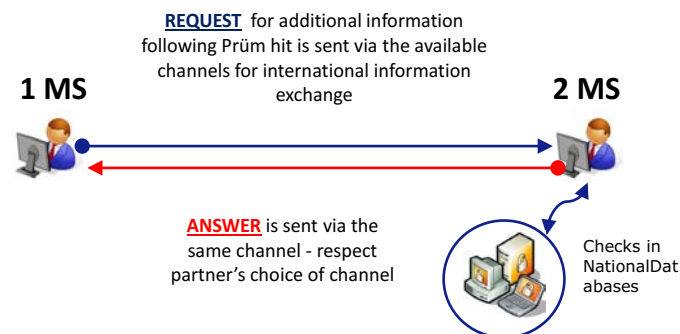 REQUEST for additional information
following Prüm hit is sent via the available
channels for international information
exchange
1 MS
2 MS
ANSWER is sent via the
same channel - respect
partner's choice of channel
Checks in
NationalDat
abases